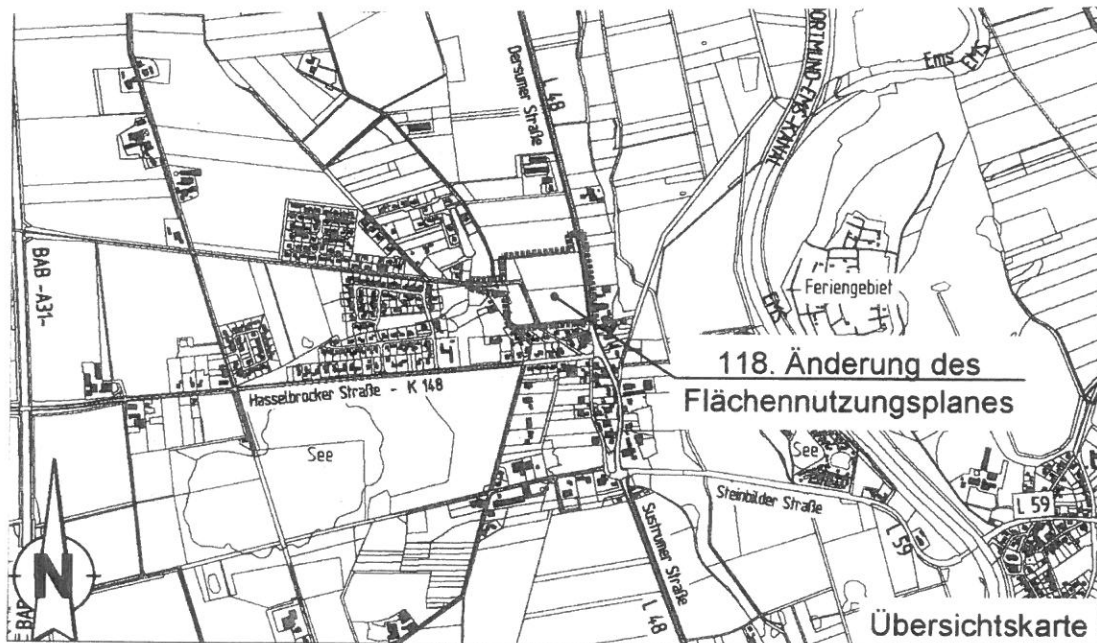 Dersumer Straße
L 48
DORTMUND-EMS-KANAL
Ems
EMS
BAB -A31-
EMS
Feriengebiet
118. Änderung des
Flächennutzungsplanes
Hasselbrocker Straße - K 148
See
See
Steinbilder Straße
L 59
L 59
Sustrumer Straße
L 48
N
Übersichtskarte